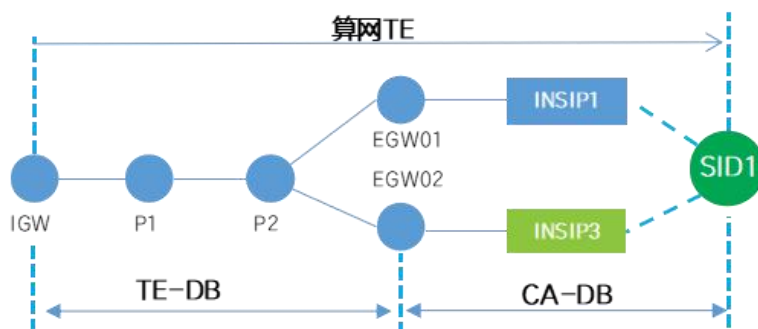 算网TE
INSIP1
EGW01
SID1
EGW02
IGW
P1
P2
INSIP3
TE-DB
CA-DB